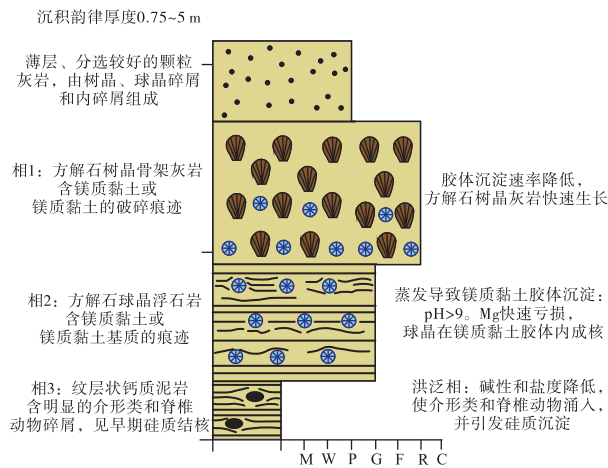 沉积韵律厚度0.75~5 m
薄层、分选较好的颗粒
灰岩，由树晶、球晶碎屑
和内碎屑组成
相1：方解石树晶骨架灰岩
含镁质黏土或
镁质黏土的破碎痕迹
胶体沉淀速率降低，
方解石树晶灰岩快速生长
相2：方解石球晶浮石岩
含镁质黏土或
镁质黏土基质的痕迹
蒸发导致镁质黏土胶体沉淀：
pH>9。Mg快速亏损，
球晶在镁质黏土胶体内成核
相3：纹层状钙质泥岩
含明显的介形类和脊椎
动物碎屑，见早期硅质结核
洪泛相：碱性和盐度降低，
使介形类和脊椎动物涌入，
并引发硅质沉淀
M W P G F R C